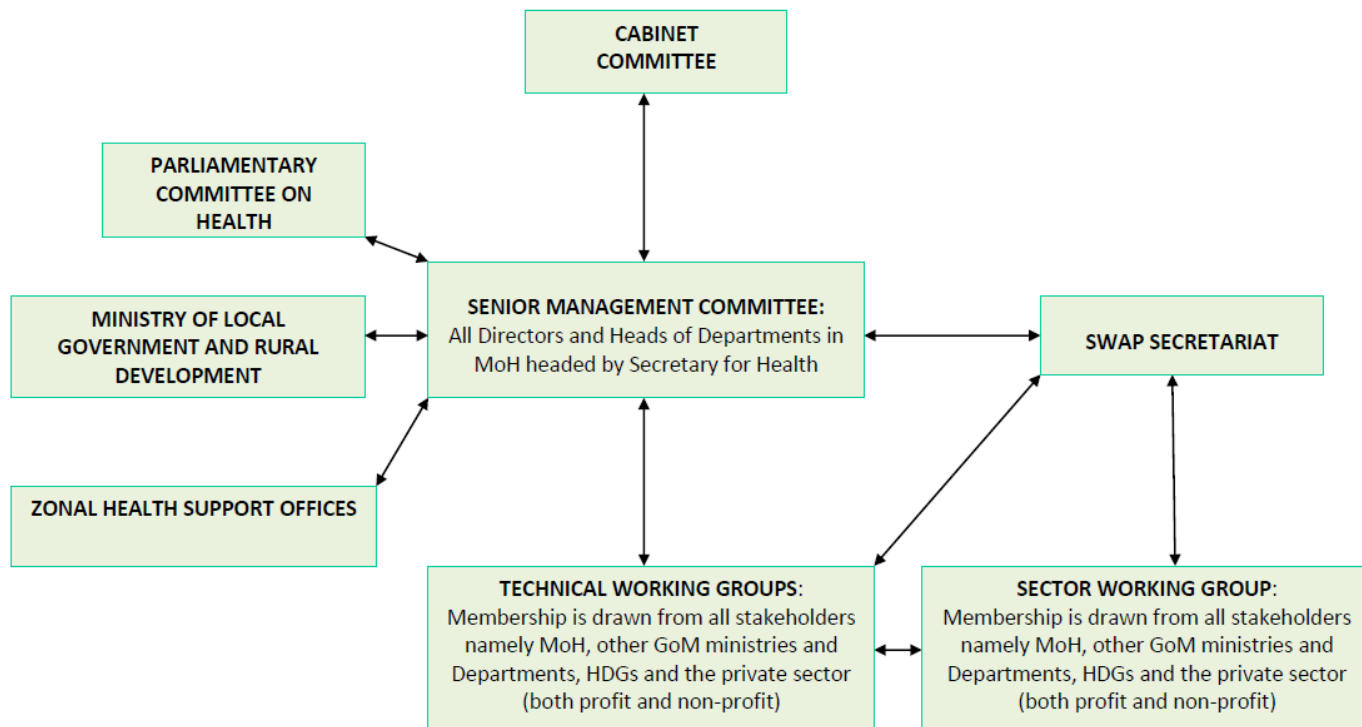 CABINET
COMMITTEE
PARLIAMENTARY
COMMITTEE ON
HEALTH
SENIOR MANAGEMENT COMMITTEE:
All Directors and Heads of Departments in
MoH headed by Secretary for Health
MINISTRY OF LOCAL
GOVERNMENT AND RURAL
DEVELOPMENT
SWAP SECRETARIAT
ZONAL HEALTH SUPPORT OFFICES
TECHNICAL WORKING GROUPS:
Membership is drawn from all stakeholders
namely MoH, other GoM ministries and
Departments, HDGs and the private sector
(both profit and non-profit)
SECTOR WORKING GROUP:
Membership is drawn from all stakeholders
namely MoH, other GoM ministries and
Departments, HDGs and the private sector
(both profit and non-profit)